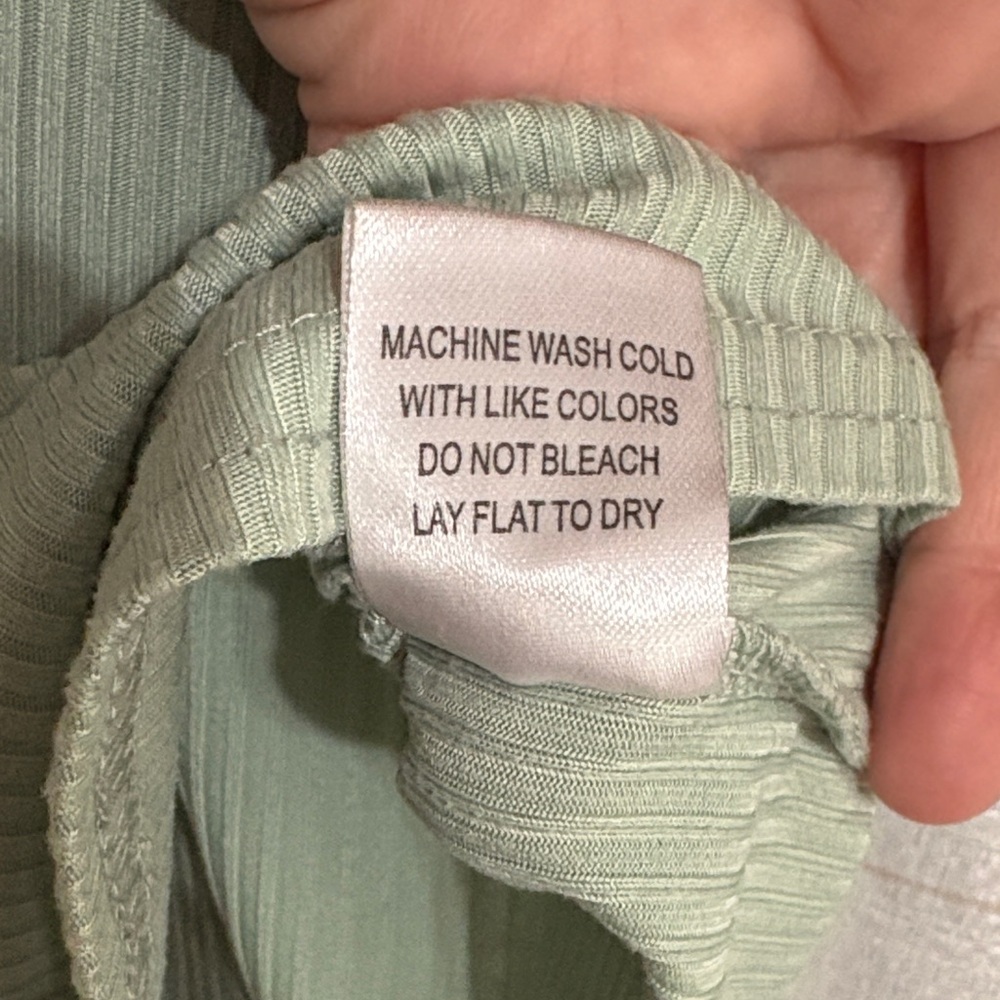 MACHINE WASH COLD
WITH LIKE COLORS
DO NOT BLEACH
LAY FLAT TO DRY